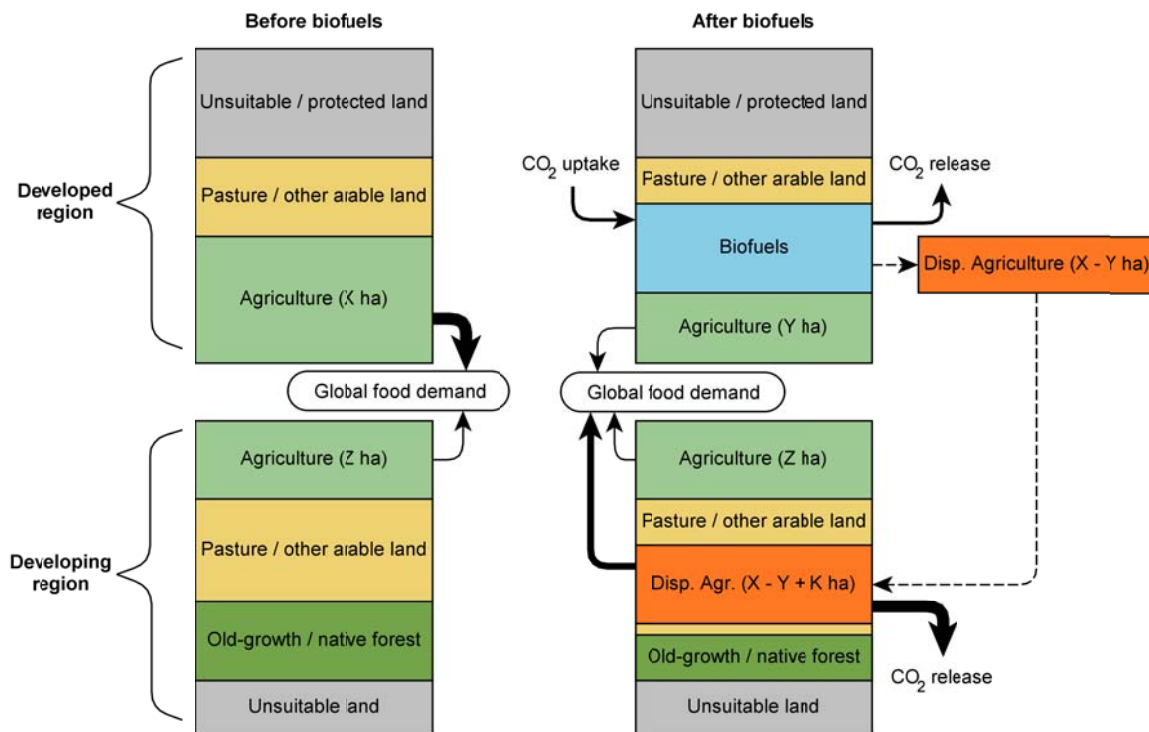 Before biofuels
After biofuels
Unsuitable / protected land
Pasture / other arable land
Agriculture (X ha)
Developed
region
Global food demand
Agriculture (Z ha)
Pasture / other arable land
Old-growth / native forest
Unsuitable land
Developing
region
Unsuitable / protected land
CO2 uptake
CO2 release
Pasture / other arable land
Biofuels
Disp. Agriculture (X - Y ha)
Agriculture (Y ha)
Global food demand
Agriculture (Z ha)
Pasture / other arable land
Disp. Agr. (X - Y + K ha)
Old-growth / native forest
CO2 release
Unsuitable land